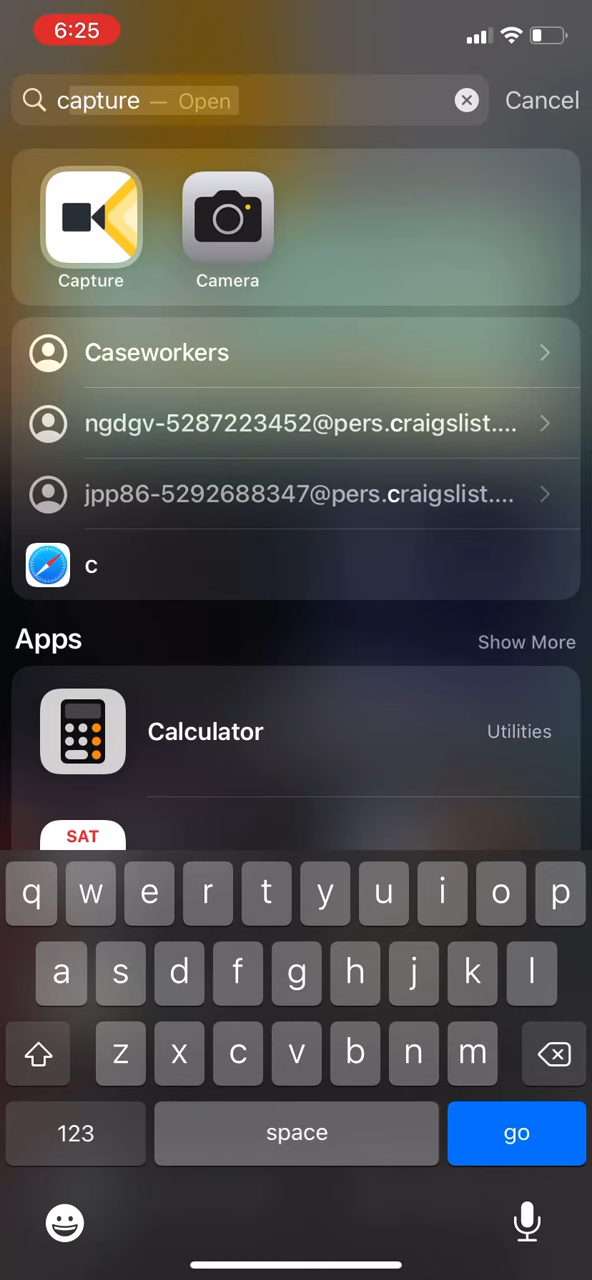 6:25
capture — Open
Cancel
Capture
Camera
Caseworkers
ngdgv-5287223452@pers.craigslist....
jpp86-5292688347@pers.craigslist....
c
Apps
Show More
Calculator
Utilities
SAT
q w e r t y u i o p
a s d f g h j k l
z x c v b n m
123
space
go